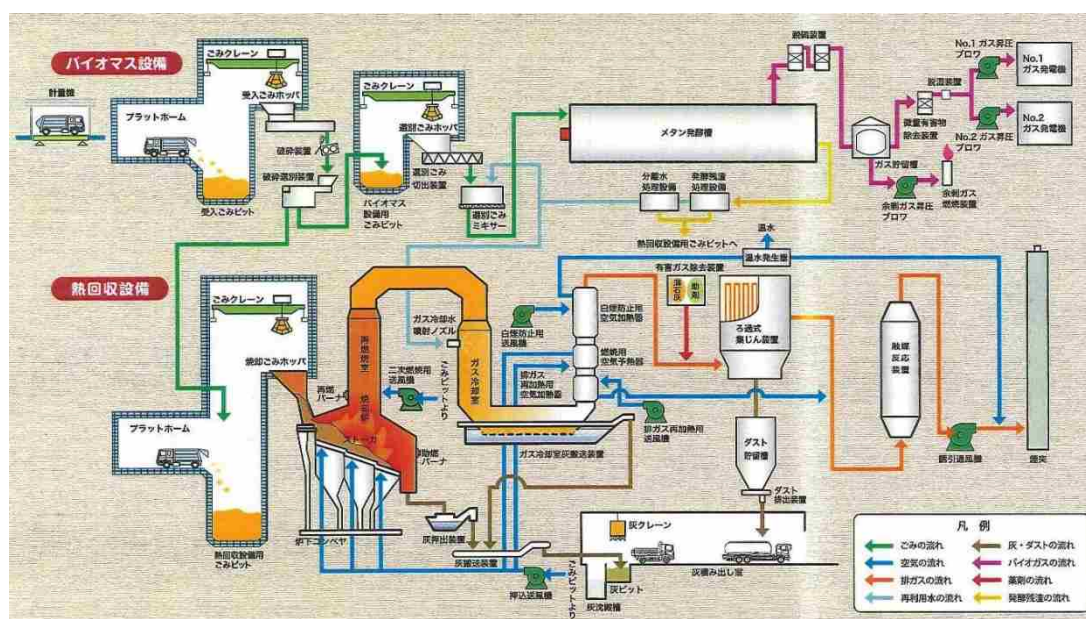 バイオマス設備
計量機
プラットホーム
ごみクレーン
受入ごみホッパ
破砕装置
破砕選別装置
受入ごみピット
ごみクレーン
選別ごみホッパ
選別ごみ
切出装置
選別ごみ
ミキサー
バイオマス
設備用
ごみピット
メタン発酵槽
脱硫装置
ガス貯留槽
微量有害物
除去装置
脱湿装置
No.1 ガス昇圧
ブロワ
No.1
ガス発電機
No.2 ガス昇圧
ブロワ
No.2
ガス発電機
余剰ガス昇圧
ブロワ
余剰ガス
燃焼装置
分離水
処理設備
発酵残渣
処理設備
熱回収設備用ごみピットへ
熱回収設備
ごみクレーン
焼却ごみホッパ
プラットホーム
熱回収設備用
ごみピット
再燃
バーナ
再燃焼室
焼却炉
ストーカ
助燃
バーナ
炉下コンベヤ
二次燃焼用
送風機
ごみピットより
ガス冷却水
噴射ノズル
ガス冷却室
ガス冷却室灰搬送装置
白煙防止用
送風機
白煙防止用
空気加熱器
燃焼用
空気予熱器
排ガス
再加熱用
空気加熱器
排ガス再加熱用
送風機
有害ガス除去装置
消石灰
助剤
ろ過式
集じん装置
温水
温水発生器
触媒
反応
装置
誘引通風機
煙突
ダスト
貯留槽
ダスト
排出装置
灰押出装置
灰搬送装置
押込送風機
ごみピットより
灰クレーン
灰ピット
灰沈殿槽
灰積み出し室
凡例
ごみの流れ
空気の流れ
排ガスの流れ
再利用水の流れ
灰・ダストの流れ
バイオガスの流れ
薬剤の流れ
発酵残渣の流れ